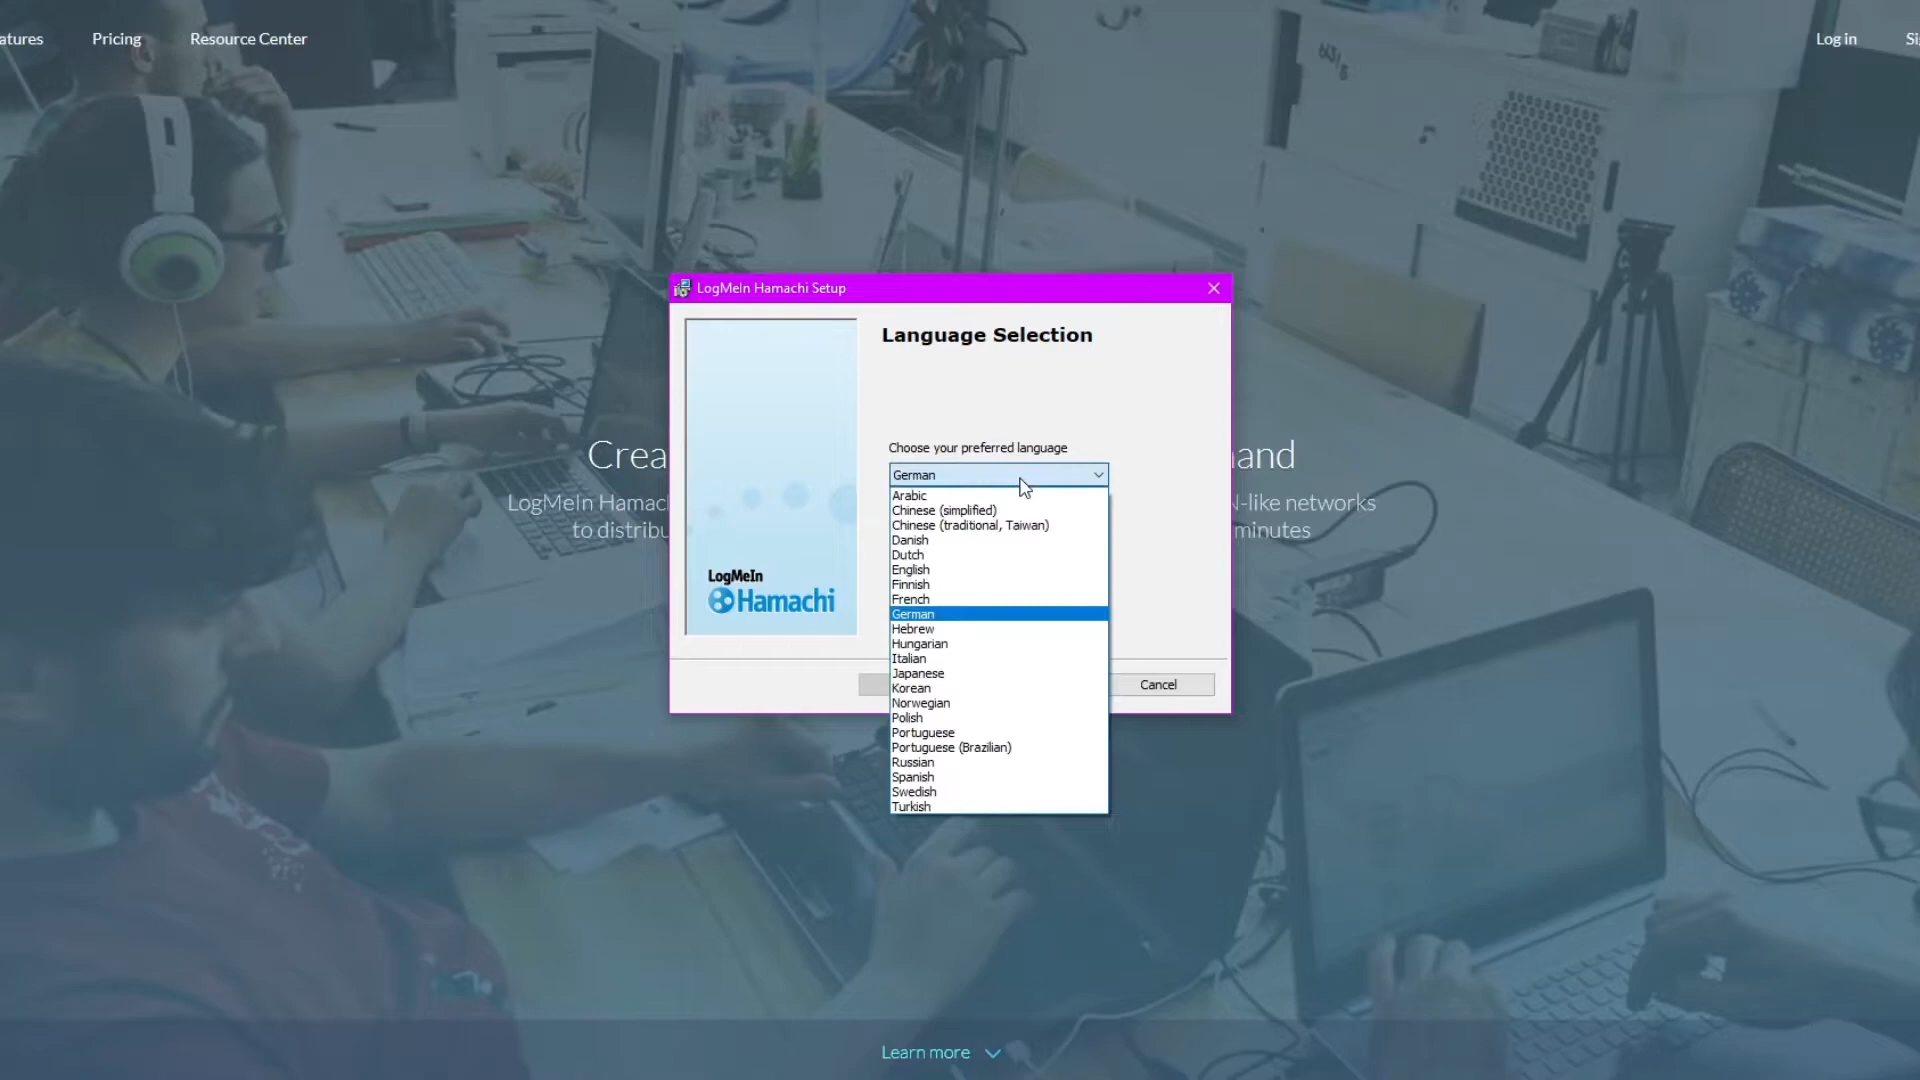 atures
Pricing
Resource Center
Log in
Si
LogMeIn Hamachi Setup
Language Selection
Choose your preferred language
German
Arabic
Chinese (simplified)
Chinese (traditional, Taiwan)
Danish
Dutch
English
Finnish
French
German
Hebrew
Hungarian
Italian
Japanese
Korean
Norwegian
Polish
Portuguese
Portuguese (Brazilian)
Russian
Spanish
Swedish
Turkish
LogMeIn
Hamachi
Cancel
Crea
and
LogMeIn Hamac
N-like networks
to distribu
minutes
Learn more